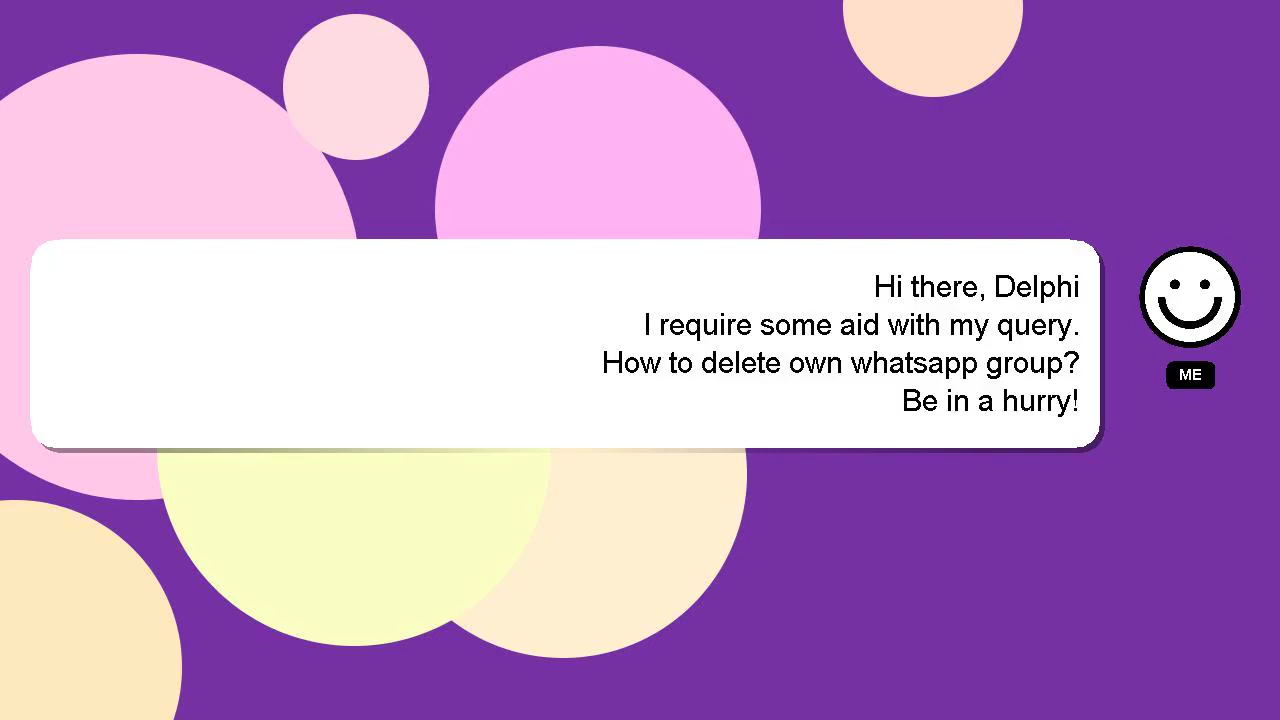 Hi there, Delphi
I require some aid with my query.
How to delete own whatsapp group?
Be in a hurry!
ME